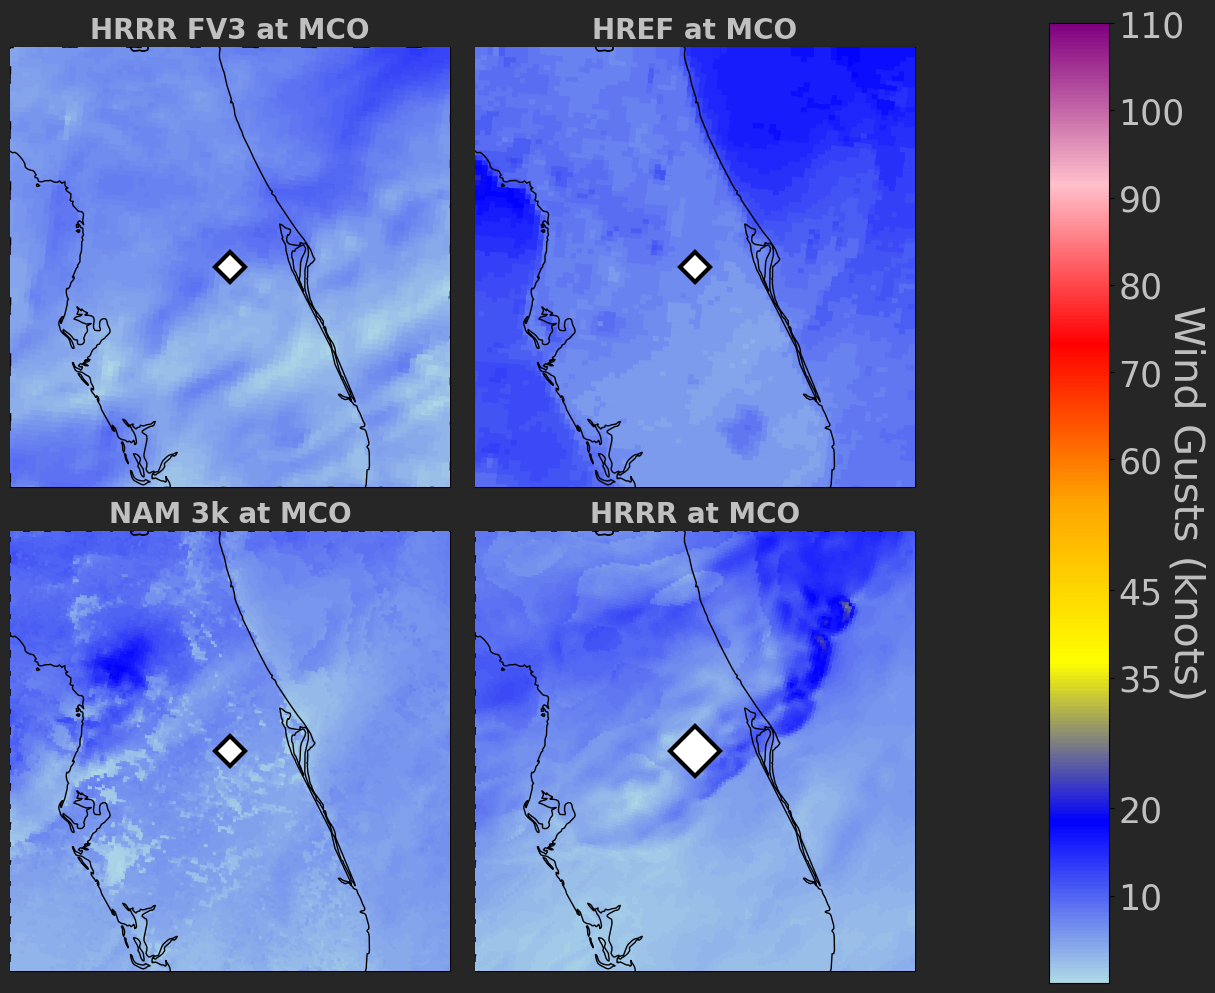 HRRR FV3 at MCO
HREF at MCO
NAM 3k at MCO
HRRR at MCO
110
100
90
80
70
60
45
35
20
10
Wind Gusts (knots)